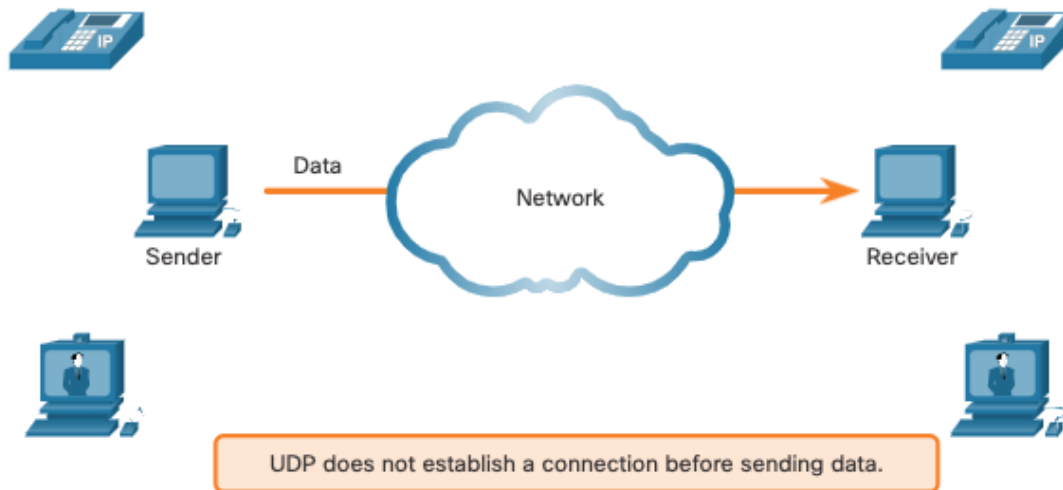 IP
IP
Data
Network
Sender
Receiver
UDP does not establish a connection before sending data.